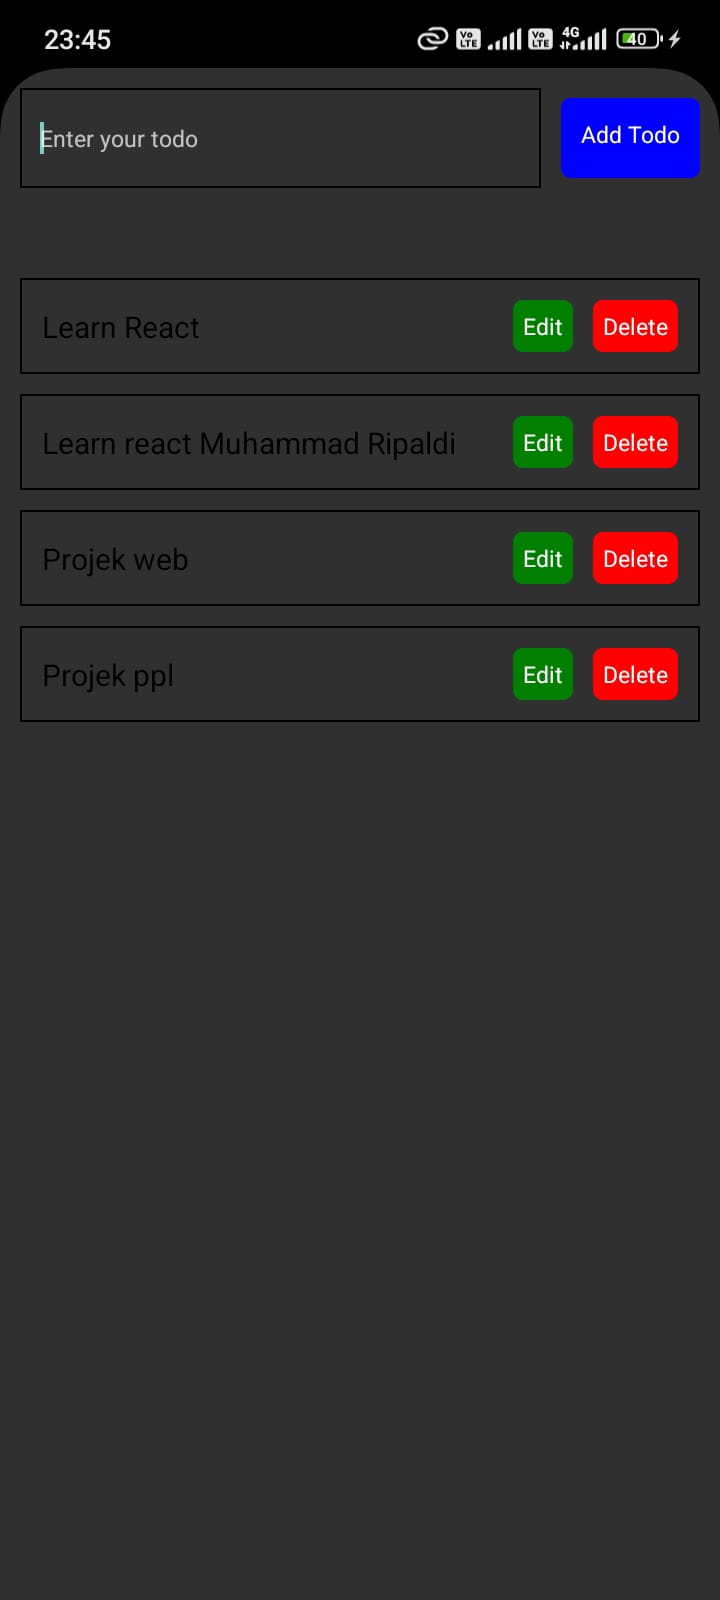 23:45 Vo LTE Vo LTE 4G 40
Enter your todo
Add Todo
Learn React Edit Delete
Learn react Muhammad Ripaldi Edit Delete
Projek web Edit Delete
Projek ppl Edit Delete